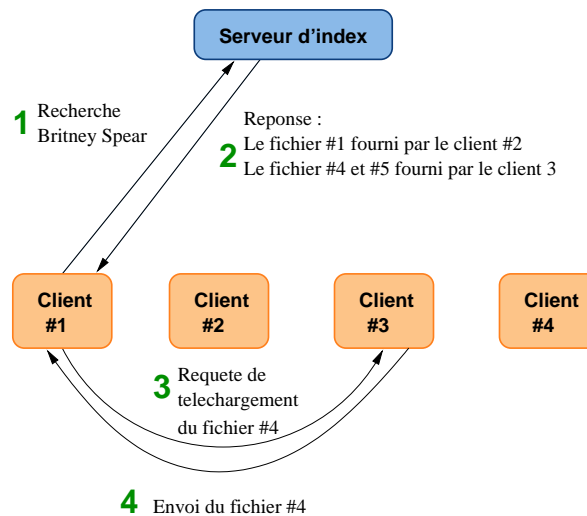 Serveur d'index
1 Recherche
Britney Spear
2 Reponse :
Le fichier #1 fourni par le client #2
Le fichier #4 et #5 fourni par le client 3
Client
#1
Client
#2
Client
#3
Client
#4
3 Requete de
telechargement
du fichier #4
4 Envoi du fichier #4